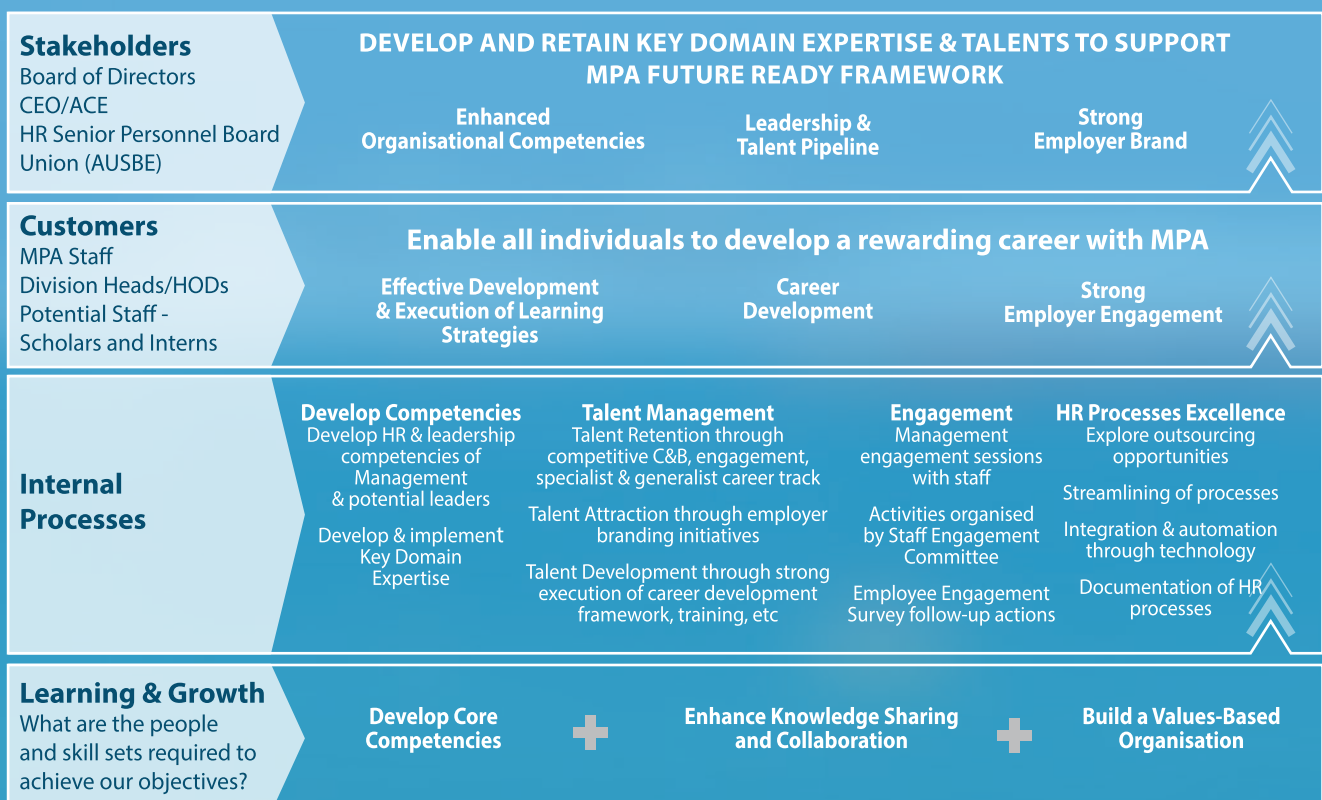 Stakeholders
Board of Directors
CEO/ACE
HR Senior Personnel Board
Union (AUSBE)
DEVELOP AND RETAIN KEY DOMAIN EXPERTISE & TALENTS TO SUPPORT
MPA FUTURE READY FRAMEWORK
Enhanced
Organisational Competencies
Leadership &
Talent Pipeline
Strong
Employer Brand
Customers
MPA Staff
Division Heads/HODs
Potential Staff -
Scholars and Interns
Enable all individuals to develop a rewarding career with MPA
Effective Development
& Execution of Learning
Strategies
Career
Development
Strong
Employer Engagement
Internal
Processes
Develop Competencies
Develop HR & leadership
competencies of
Management
& potential leaders
Develop & implement
Key Domain
Expertise
Talent Management
Talent Retention through
competitive C&B, engagement,
specialist & generalist career track
Talent Attraction through employer
branding initiatives
Talent Development through strong
execution of career development
framework, training, etc
Engagement
Management
engagement sessions
with staff
Activities organised
by Staff Engagement
Committee
Employee Engagement
Survey follow-up actions
HR Processes Excellence
Explore outsourcing
opportunities
Streamlining of processes
Integration & automation
through technology
Documentation of HR
processes
Learning & Growth
What are the people
and skill sets required to
achieve our objectives?
Develop Core
Competencies
Enhance Knowledge Sharing
and Collaboration
Build a Values-Based
Organisation